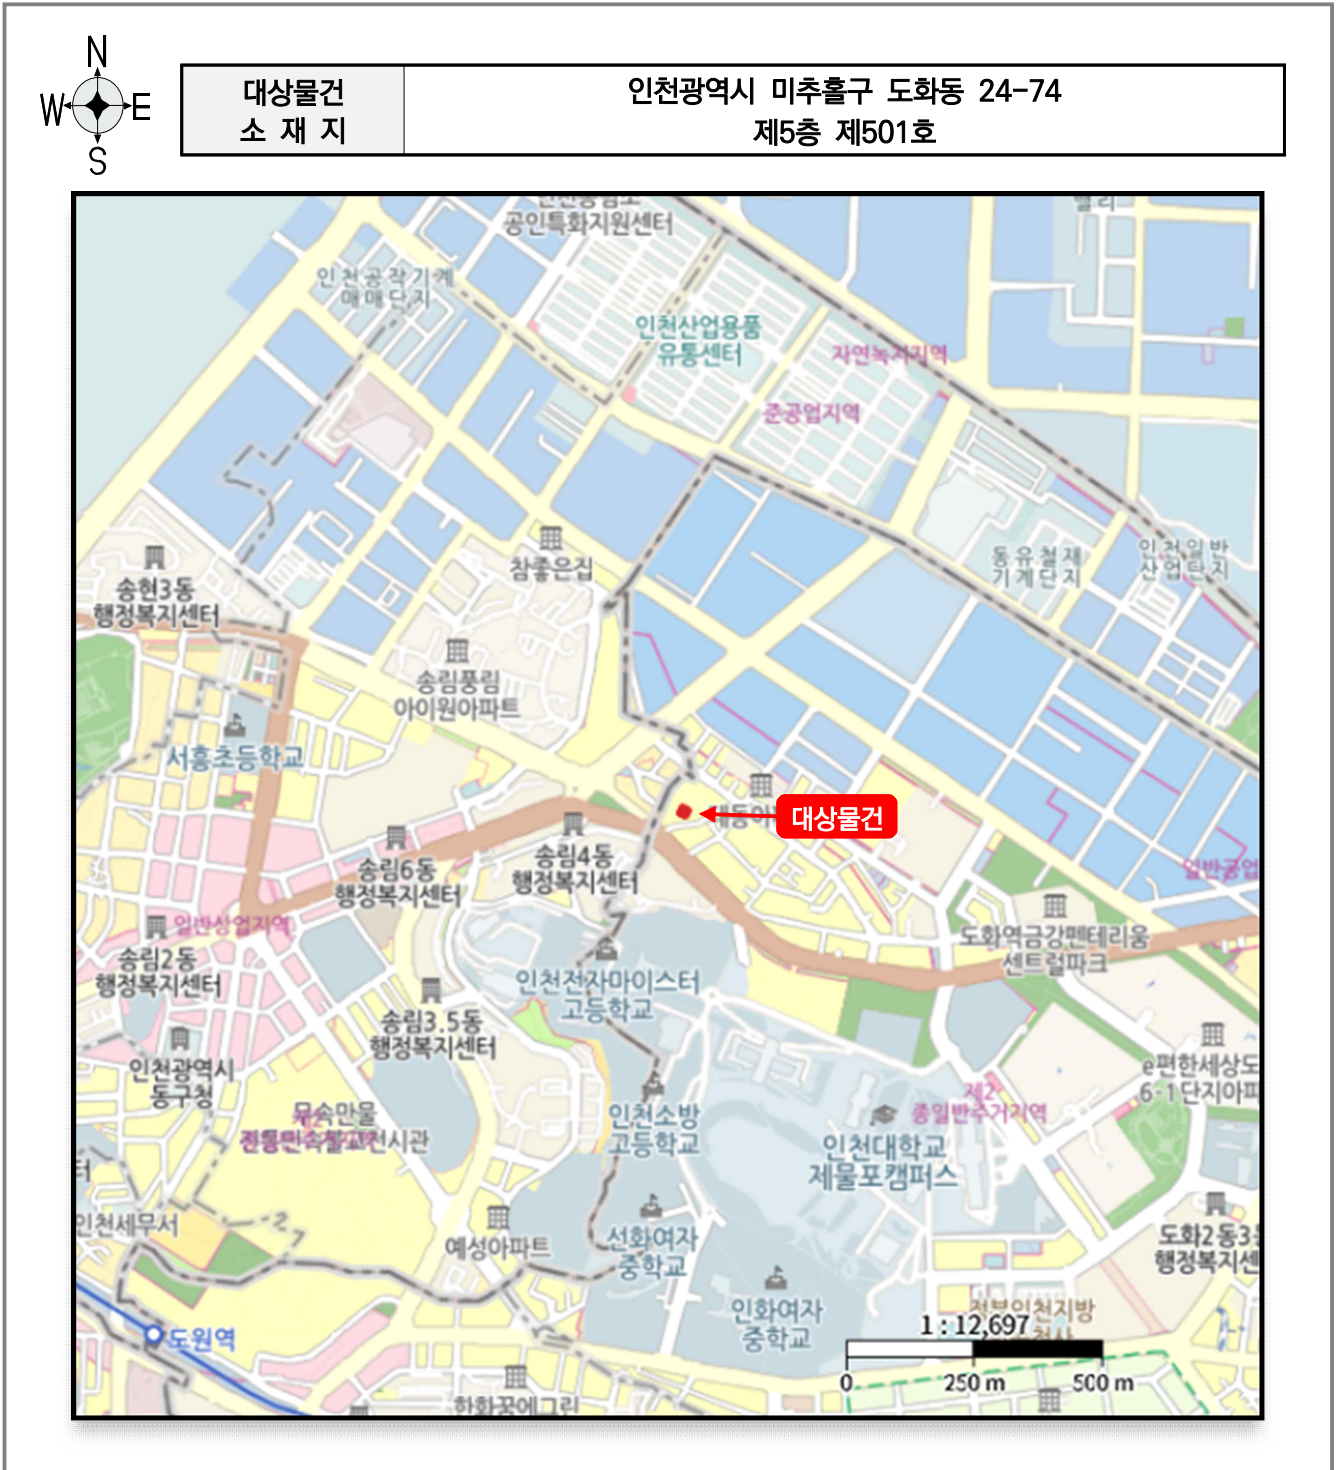 N
W E
S
대상물건
소 재 지
인천광역시 미추홀구 도화동 24-74
제5층 제501호
공인특화지원센터
밸리
인천공작기계
매매단지
인천산업용품
유통센터
자연녹지지역
준공업지역
참좋은집
동유철재
기계단지
인천일반
산업단지
송현3동
행정복지센터
송림풍림
아이원아파트
서흥초등학교
대상물건
송림6동
행정복지센터
송림4동
행정복지센터
일반공업
일반상업지역
도화역금강펜테리움
센트럴파크
송림2동
행정복지센터
인천전자마이스터
고등학교
송림3.5동
행정복지센터
인천광역시
동구청
e편한세상도
6-1단지아파
제2
종일반주거지역
인천소방
고등학교
인천대학교
제물포캠퍼스
터
인천세무서
예성아파트
선화여자
중학교
도화2동3
행정복지센
인화여자
중학교
도원역
1 : 12,697
0 250 m 500 m
한화꿈에그린